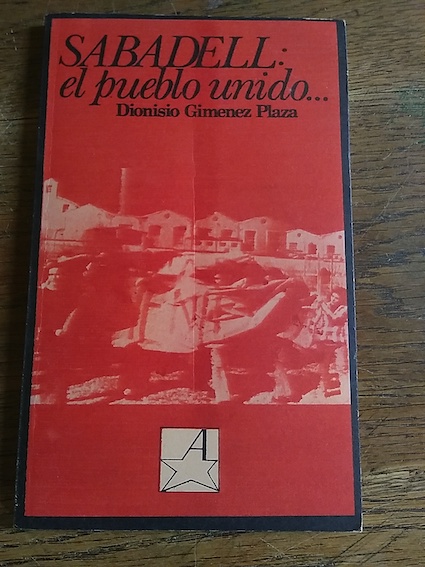 SABADELL:
el pueblo unido...
Dionisio Gimenez Plaza
A